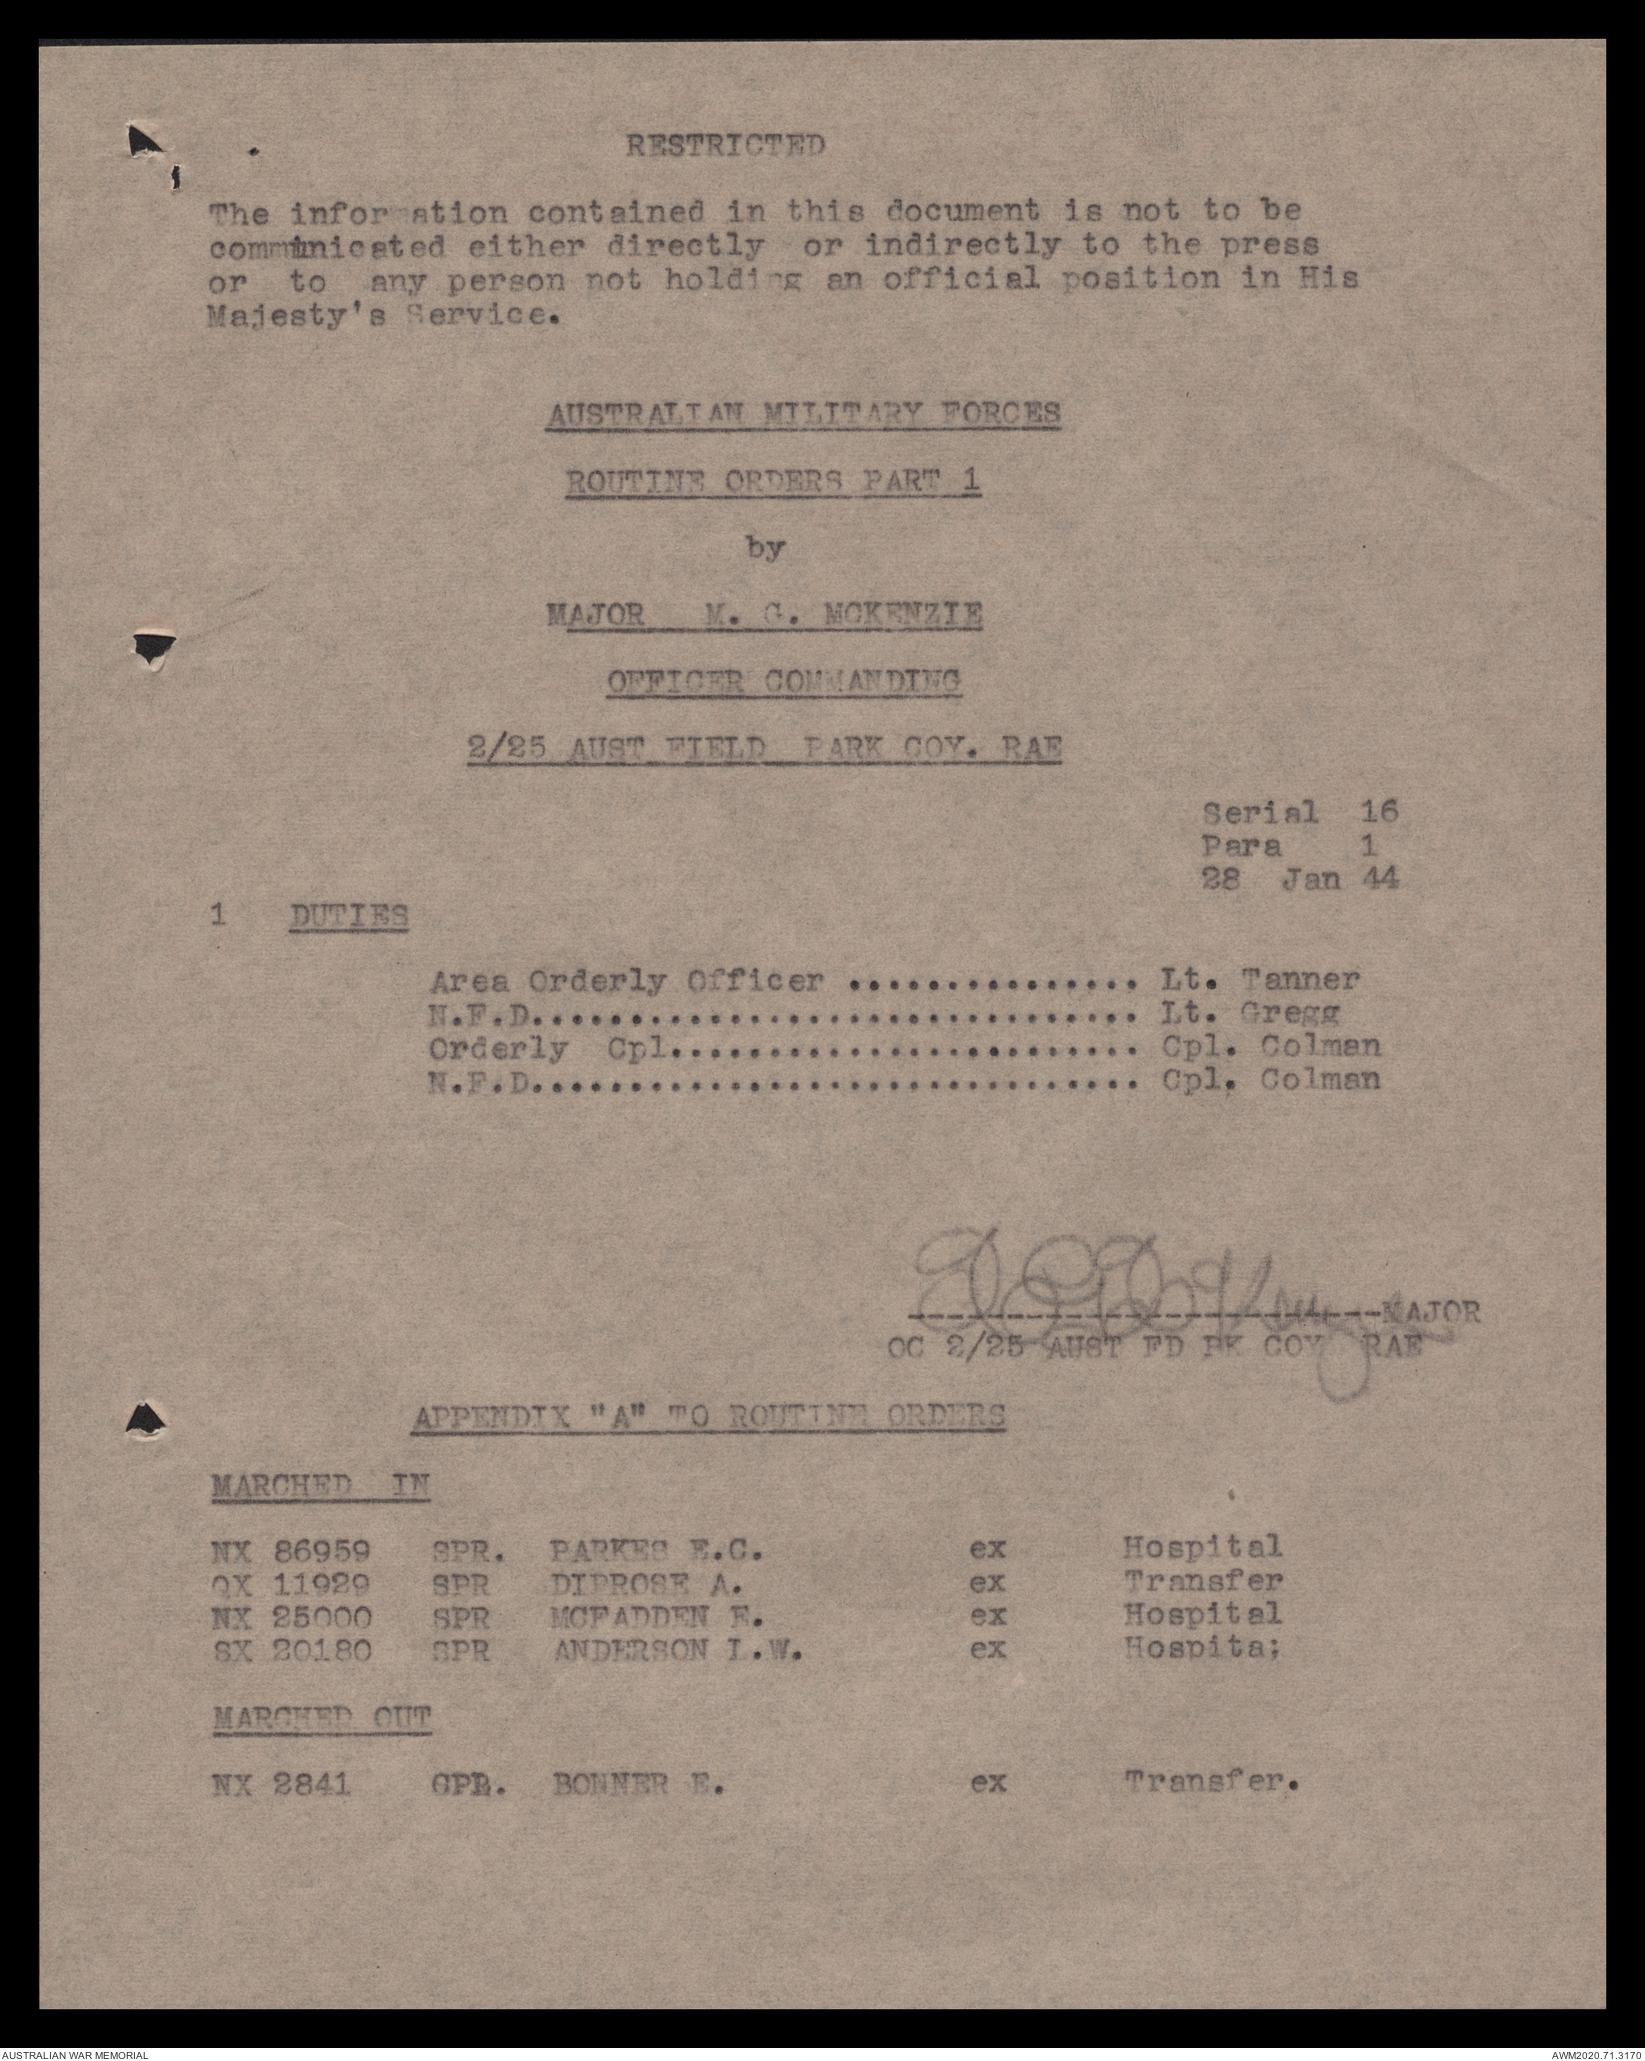 RESTRICTED
The information contained in this document is not to be
communicated either directly or indirectly to the press
or to any person not holding an official position in His
Majesty's Service.
AUSTRALIAN MILITARY FORCES
ROUTINE ORDERS PART 1
by
MAJOR M. G. MCKENZIE
OFFICER COMMANDING
2/25 AUST FIELD PARK COY. RAE
Serial 16
Para 1
28 Jan 44
1 DUTIES
Area Orderly Officer ............... Lt. Tanner
N.F.D............................... Lt. Gregg
Orderly Cpl........................ Cpl. Colman
N.F.D............................... Cpl. Colman
------------------------MAJOR
OC 2/25 AUST FD PK COY RAE
APPENDIX "A" TO ROUTINE ORDERS
MARCHED IN
NX 86959 SPR. PARKES E.C. ex Hospital
QX 11929 SPR DIPROSE A. ex Transfer
NX 25000 SPR MCFADDEN E. ex Hospital
SX 20180 SPR ANDERSON I.W. ex Hospita;
MARCHED OUT
NX 2841 BONNER E. ex Transfer.
AUSTRALIAN WAR MEMORIAL
AWM2020.71.3170